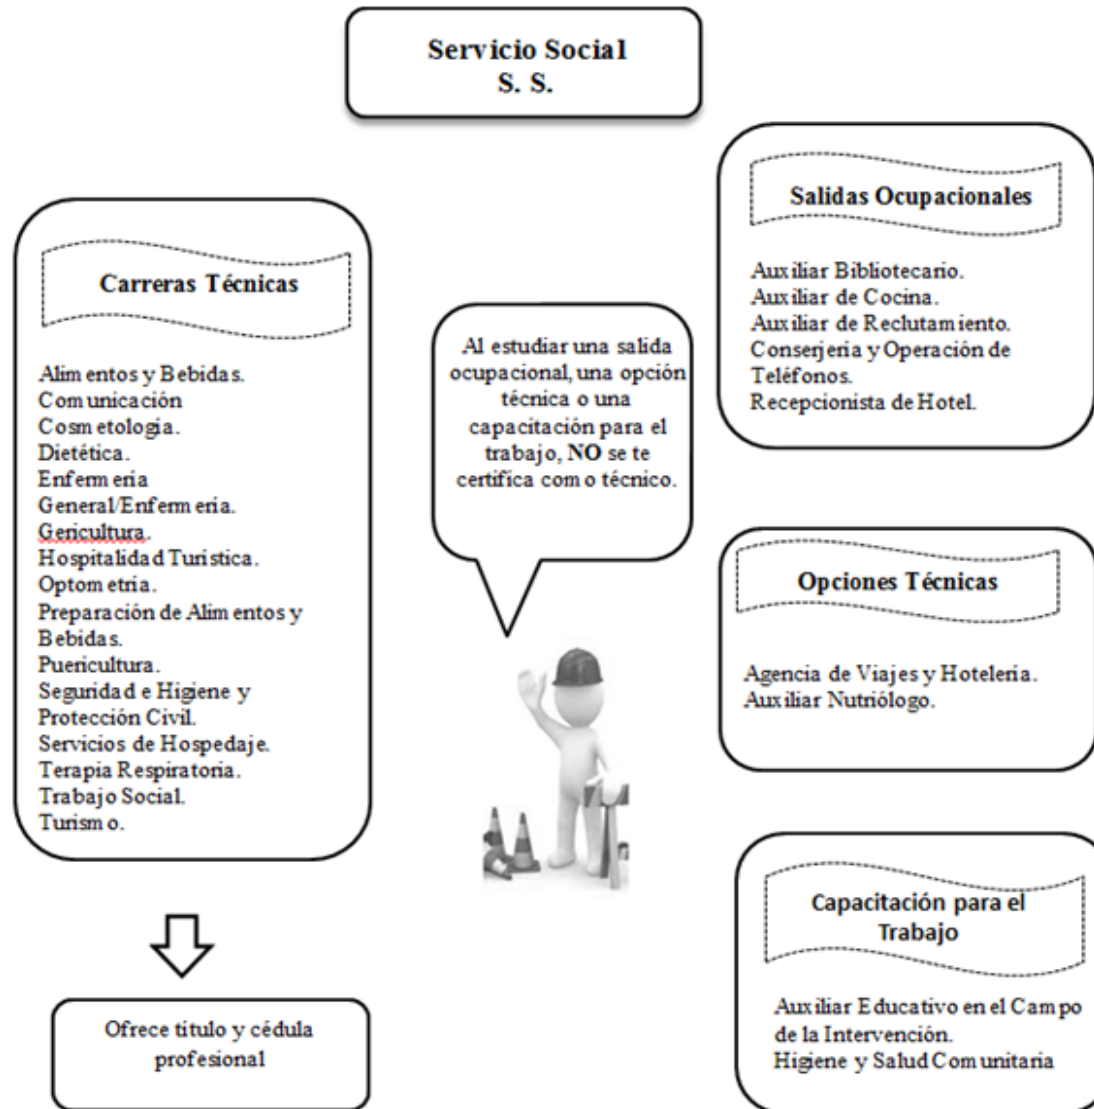 Servicio Social
S. S.
Carreras Técnicas
Alimentos y Bebidas.
Comunicación
Cosmetología.
Dietética.
Enfermería
General/Enfermería.
Gericultura.
Hospitalidad Turística.
Optometría.
Preparación de Alimentos y
Bebidas.
Puericultura.
Seguridad e Higiene y
Protección Civil.
Servicios de Hospedaje.
Terapia Respiratoria.
Trabajo Social.
Turismo.
Ofrece título y cédula
profesional
Al estudiar una salida
ocupacional, una opción
técnica o una
capacitación para el
trabajo, NO se te
certifica como técnico.
Salidas Ocupacionales
Auxiliar Bibliotecario.
Auxiliar de Cocina.
Auxiliar de Reclutamiento.
Conserjería y Operación de
Teléfonos.
Recepcionista de Hotel.
Opciones Técnicas
Agencia de Viajes y Hotelería.
Auxiliar Nutriólogo.
Capacitación para el
Trabajo
Auxiliar Educativo en el Campo
de la Intervención.
Higiene y Salud Comunitaria